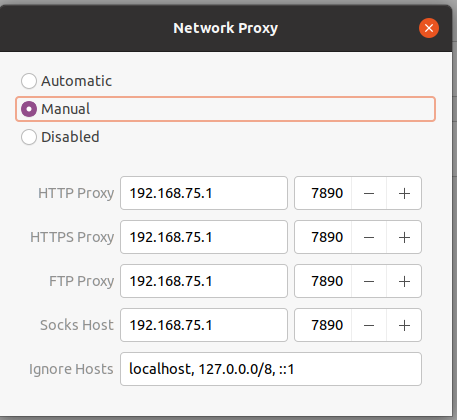 Network Proxy
Automatic
Manual
Disabled
HTTP Proxy 192.168.75.1 7890 − +
HTTPS Proxy 192.168.75.1 7890 − +
FTP Proxy 192.168.75.1 7890 − +
Socks Host 192.168.75.1 7890 − +
Ignore Hosts localhost, 127.0.0.0/8, ::1